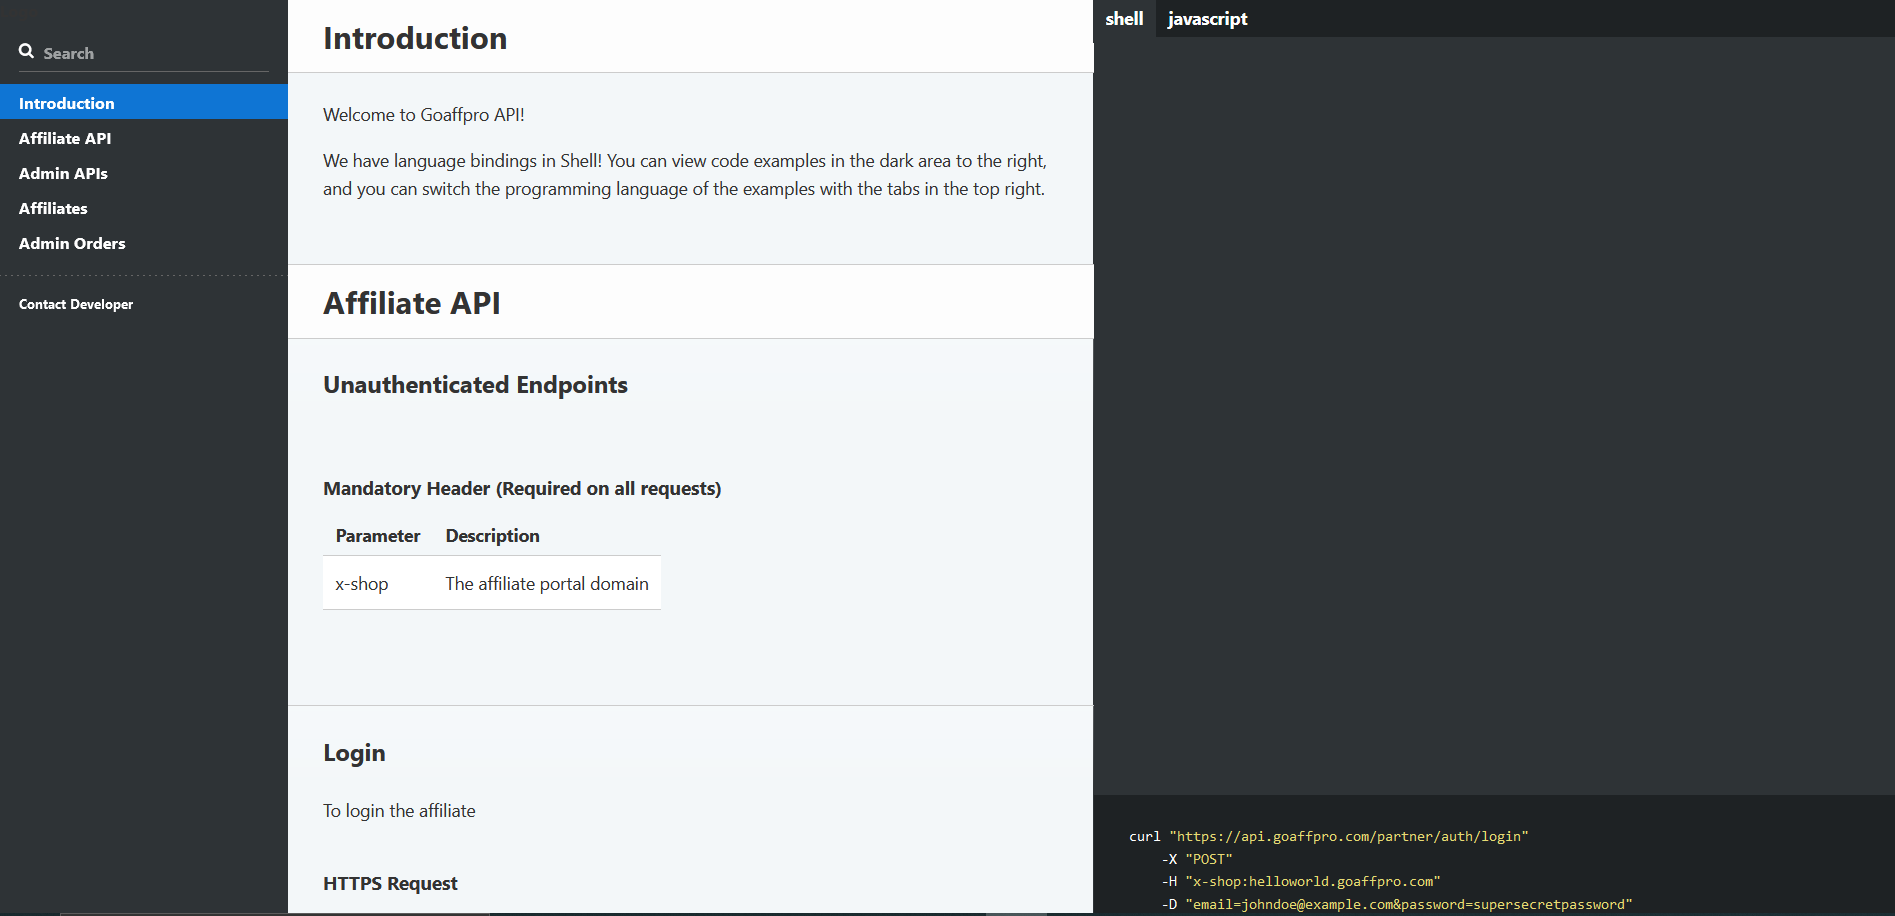 Search
Introduction
Affiliate API
Admin APIs
Affiliates
Admin Orders
Contact Developer
Introduction
Welcome to Goaffpro API!
We have language bindings in Shell! You can view code examples in the dark area to the right,
and you can switch the programming language of the examples with the tabs in the top right.
Affiliate API
Unauthenticated Endpoints
Mandatory Header (Required on all requests)
Parameter Description
x-shop The affiliate portal domain
Login
To login the affiliate
HTTPS Request
shell javascript
curl "https://api.goaffpro.com/partner/auth/login"
-X "POST"
-H "x-shop:helloworld.goaffpro.com"
-D "email=johndoe@example.com&password=supersecretpassword"